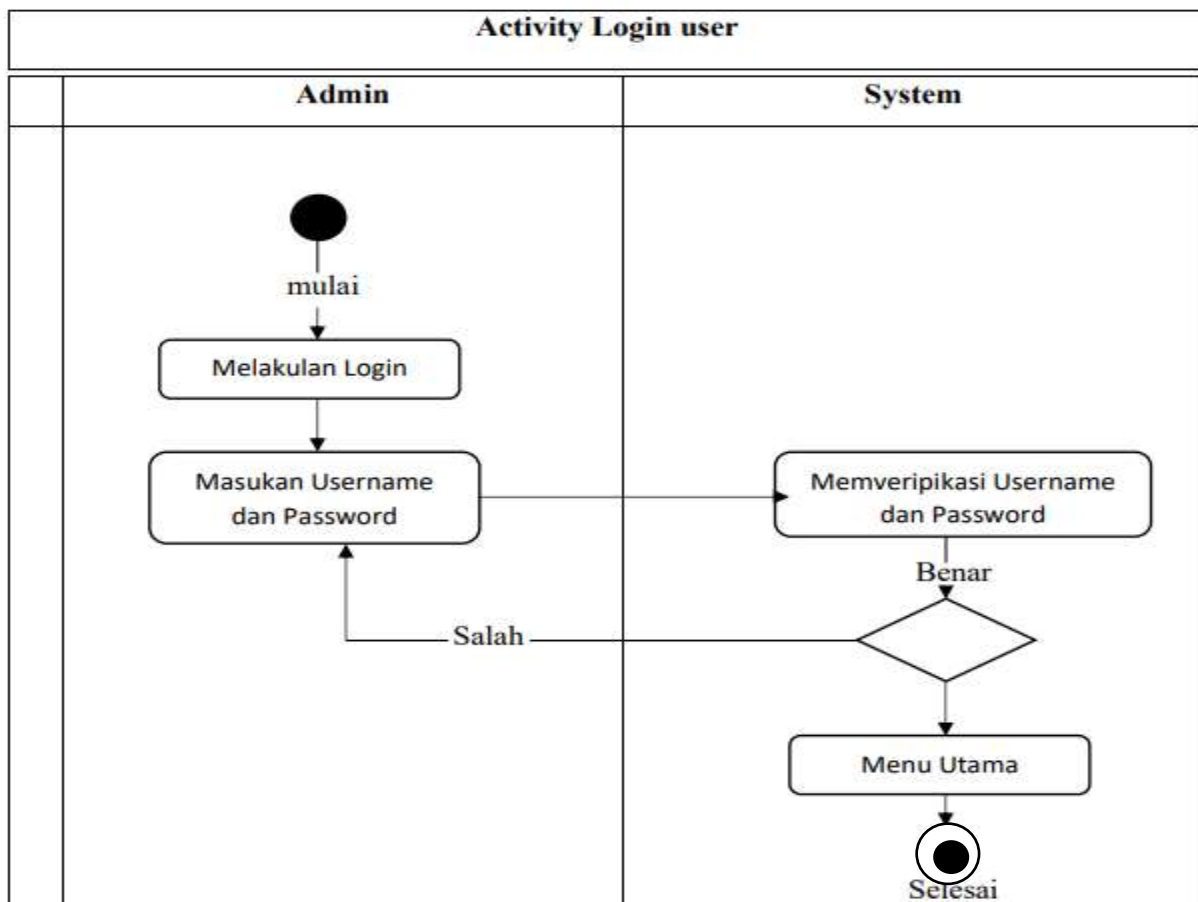 Activity Login user
Admin
System
mulai
Melakulan Login
Masukan Username
dan Password
Memveripikasi Username
dan Password
Benar
Salah
Menu Utama
Selesai